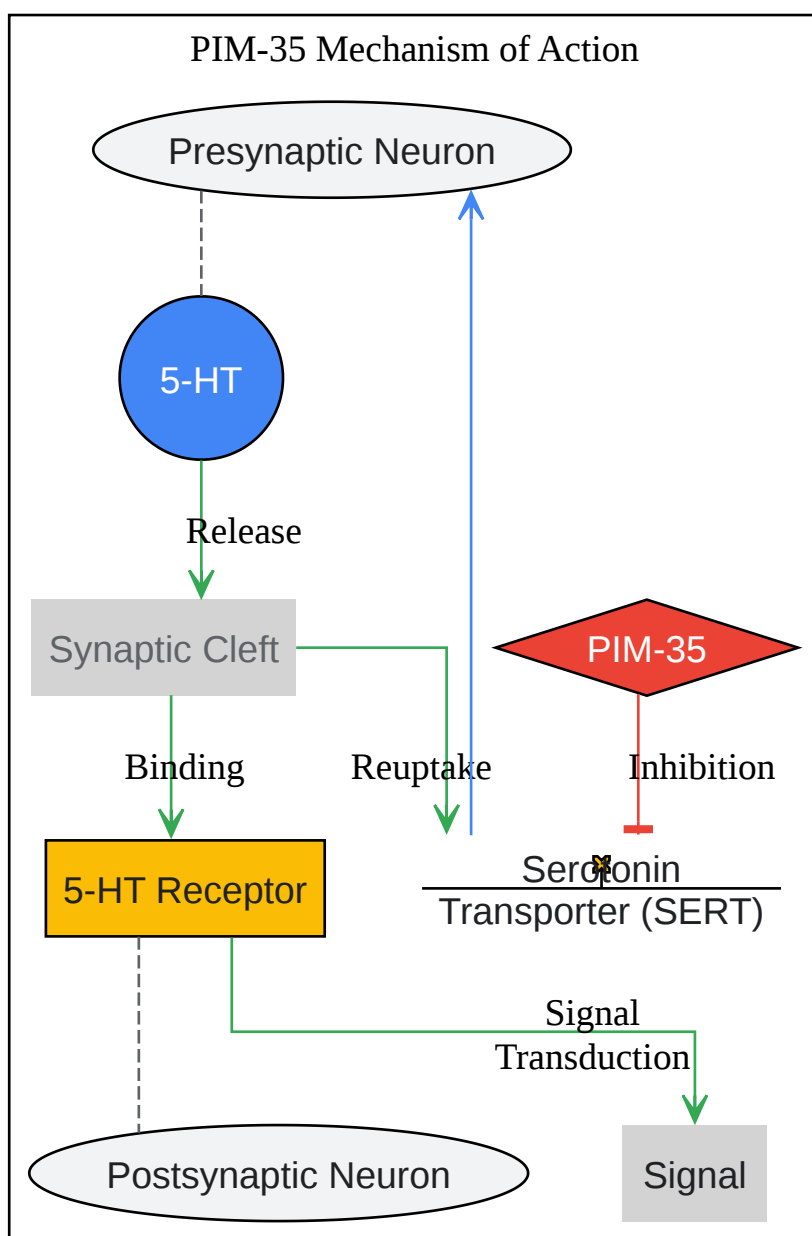 PIM-35 Mechanism of Action
Presynaptic Neuron
5-HT
Release
Synaptic Cleft
PIM-35
Binding
Reuptake
Inhibition
5-HT Receptor
Serotonin
Transporter (SERT)
Signal
Transduction
Postsynaptic Neuron
Signal